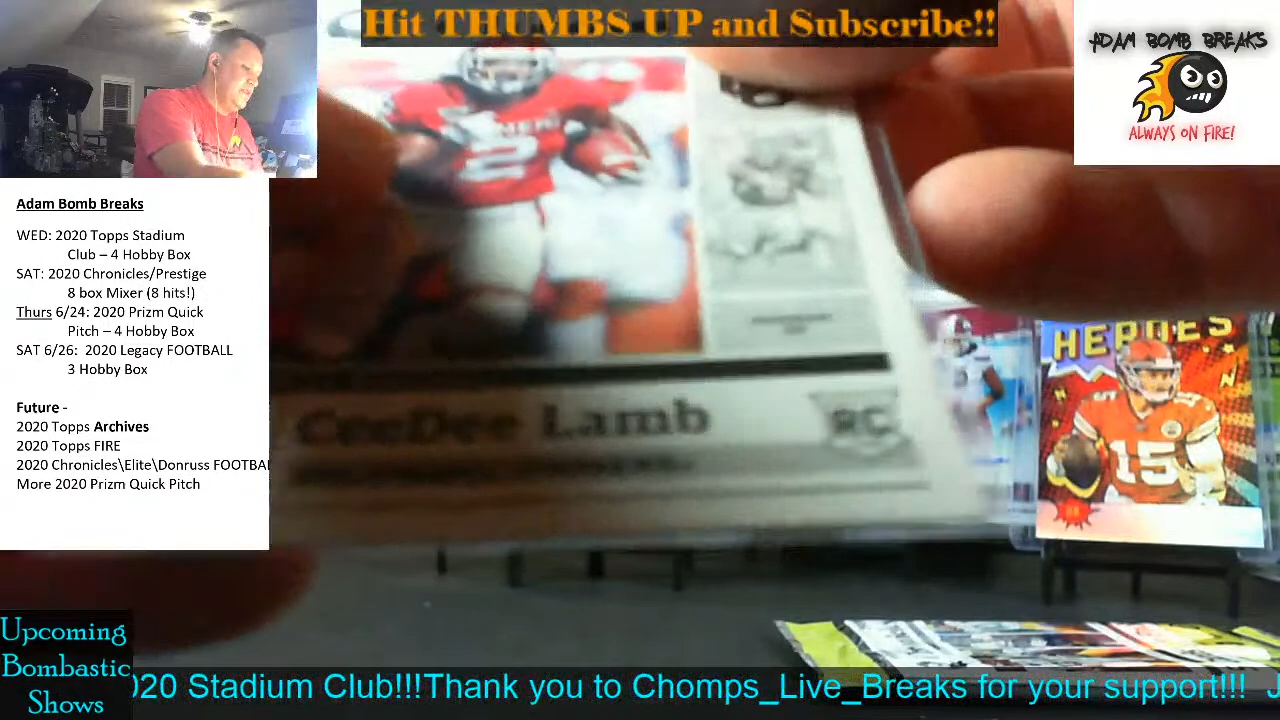 Hit THUMBS UP and Subscribe!!
ADAM BOMB BREAKS
ALWAYS ON FIRE!
Adam Bomb Breaks
WED: 2020 Topps Stadium
Club – 4 Hobby Box
SAT: 2020 Chronicles/Prestige
8 box Mixer (8 hits!)
Thurs 6/24: 2020 Prizm Quick
Pitch – 4 Hobby Box
SAT 6/26: 2020 Legacy FOOTBALL
3 Hobby Box
Future -
2020 Topps Archives
2020 Topps FIRE
2020 Chronicles\Elite\Donruss FOOTBA
More 2020 Prizm Quick Pitch
2
CeeDee Lamb
RC
HEROES
15
15
Upcoming
Bombastic
Shows
020 Stadium Club!!!Thank you to Chomps_Live_Breaks for your support!!! J